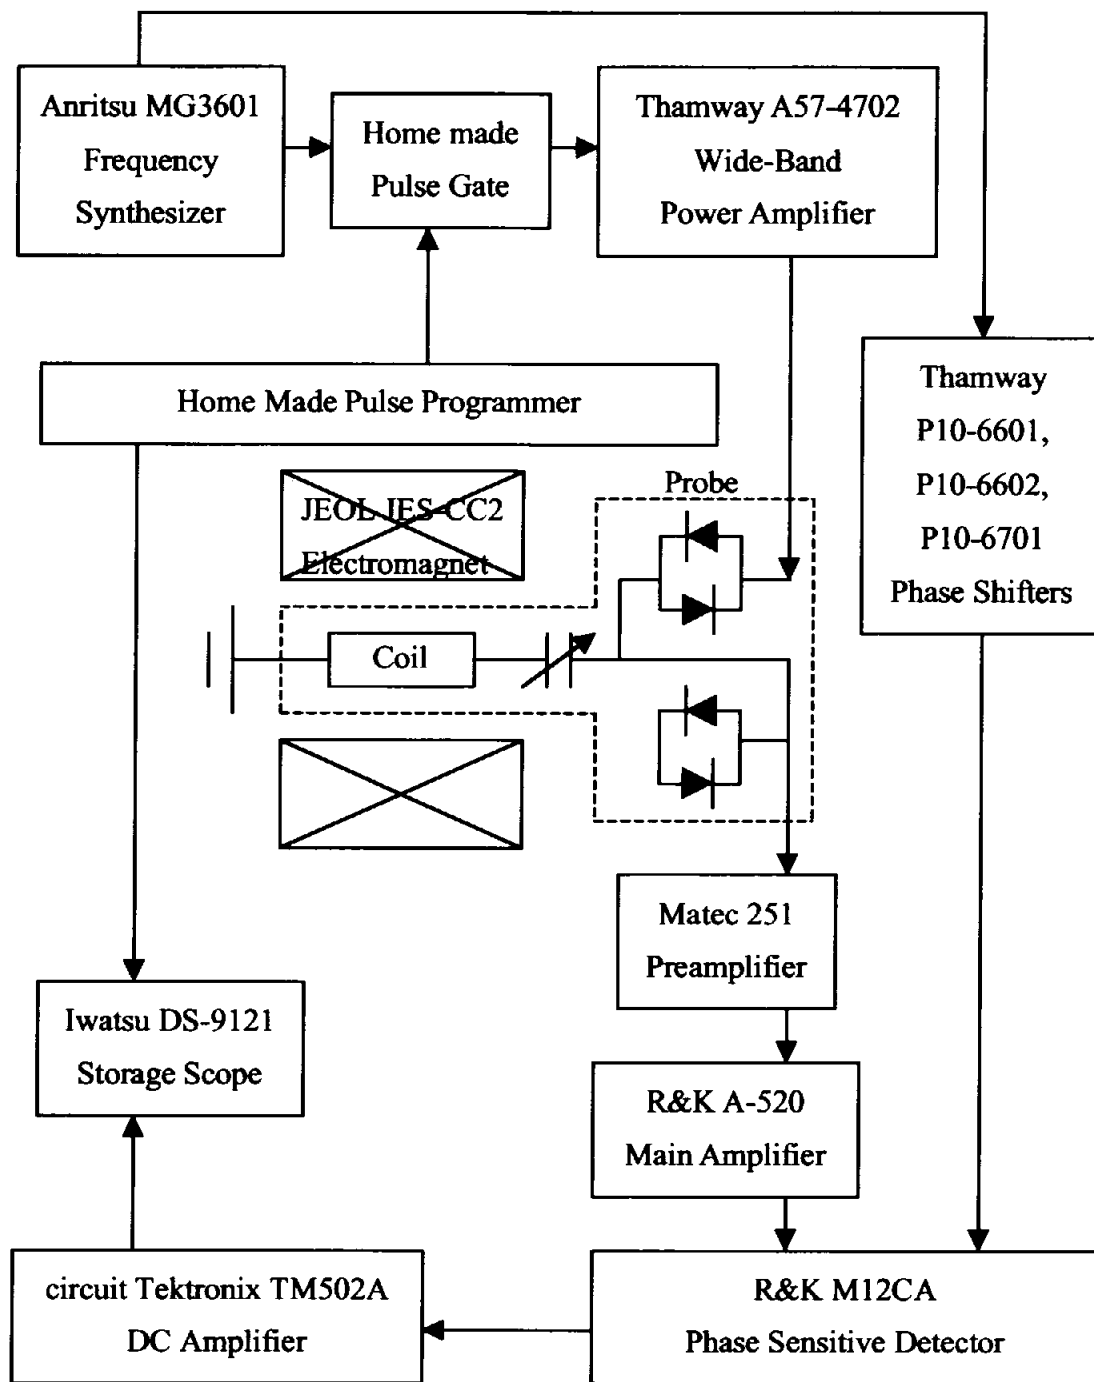 Anritsu MG3601
Frequency
Synthesizer
Home made
Pulse Gate
Thamway A57-4702
Wide-Band
Power Amplifier
Thamway
P10-6601,
P10-6602,
P10-6701
Phase Shifters
Home Made Pulse Programmer
JEOL JES-CC2
Electromagnet
Probe
Coil
Matec 251
Preamplifier
Iwatsu DS-9121
Storage Scope
R&K A-520
Main Amplifier
circuit Tektronix TM502A
DC Amplifier
R&K M12CA
Phase Sensitive Detector